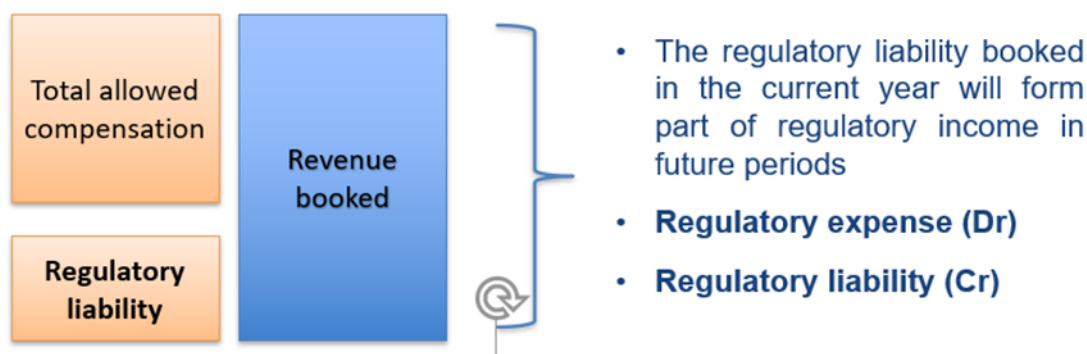 Total allowed
compensation
Regulatory
liability
Revenue
booked
• The regulatory liability booked
in the current year will form
part of regulatory income in
future periods
• Regulatory expense (Dr)
• Regulatory liability (Cr)